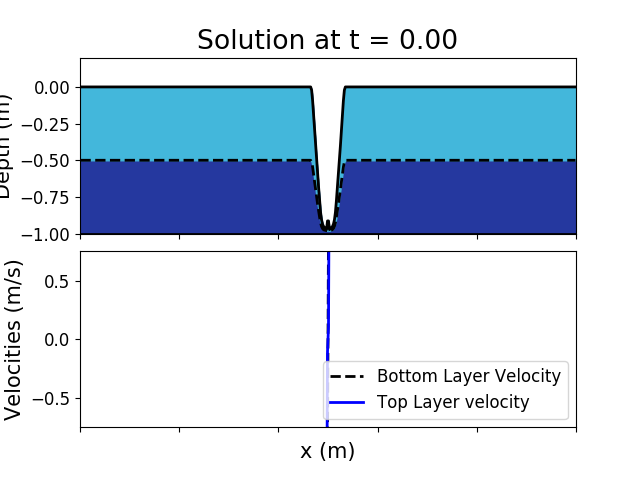 Solution at t = 0.00
Depth (m)
0.00
−0.25
−0.50
−0.75
−1.00
Velocities (m/s)
0.5
0.0
−0.5
Bottom Layer Velocity
Top Layer velocity
x (m)